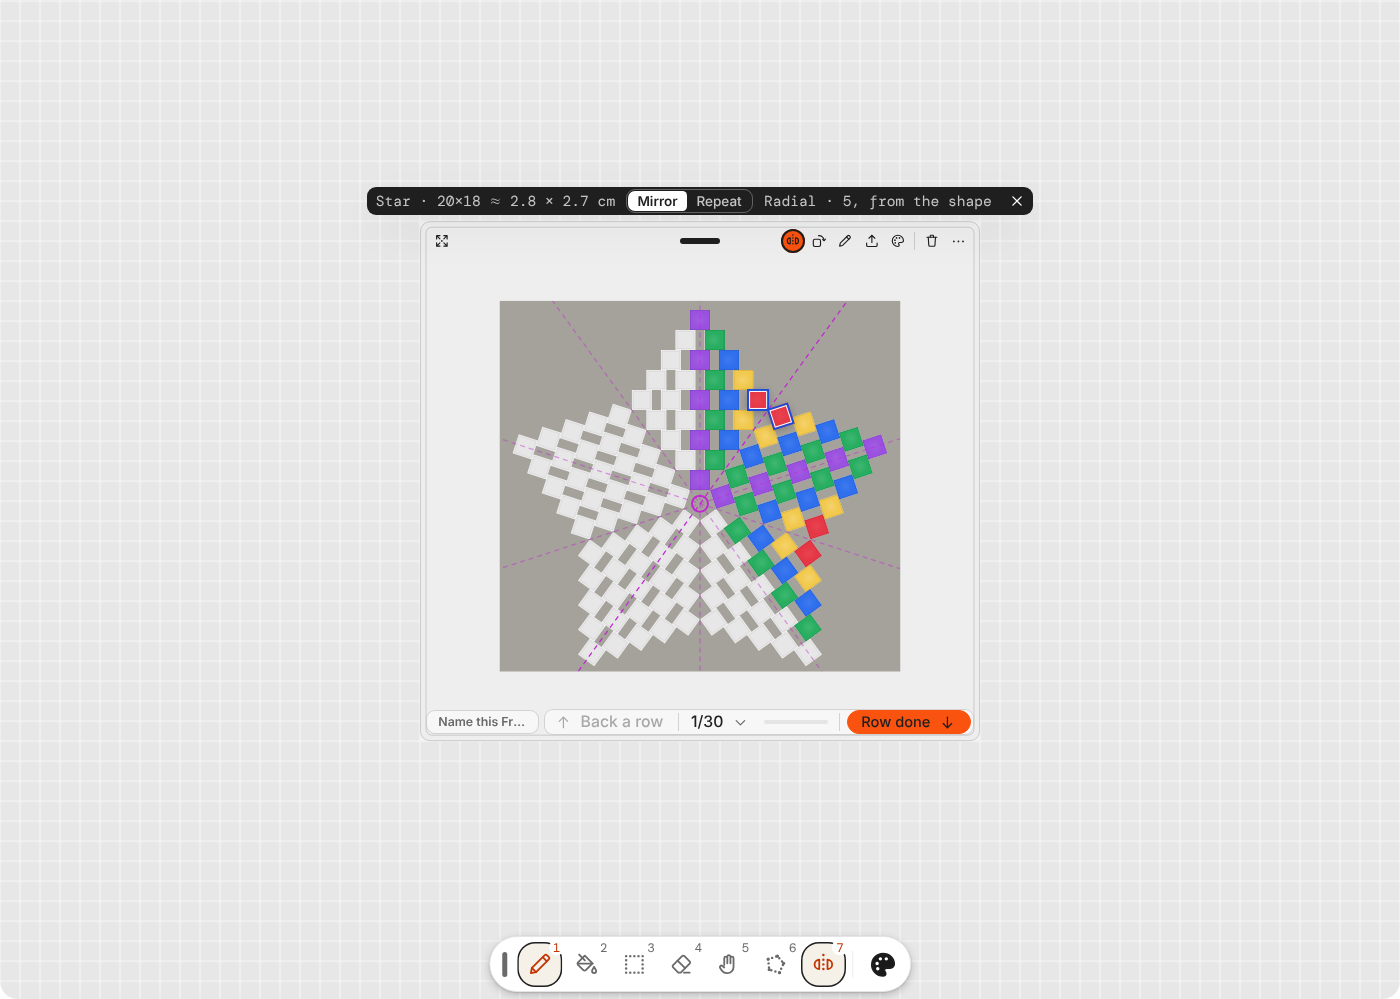 Star · 20×18 ≈ 2.8 × 2.7 cm Mirror Repeat Radial · 5, from the shape
Name this Fr... Back a row 1/30 Row done
1 2 3 4 5 6 7